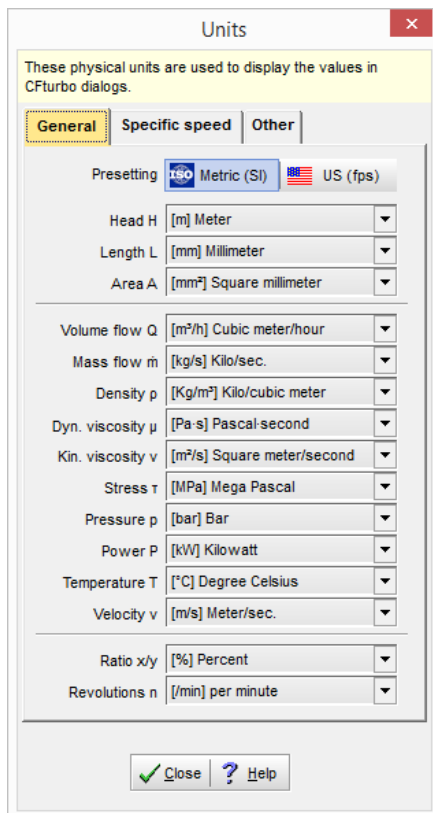 Units
These physical units are used to display the values in
CFturbo dialogs.
General Specific speed Other
Presetting ISO Metric (SI) US (fps)
Head H [m] Meter
Length L [mm] Millimeter
Area A [mm²] Square millimeter
Volume flow Q [m³/h] Cubic meter/hour
Mass flow ṁ [kg/s] Kilo/sec.
Density ρ [Kg/m³] Kilo/cubic meter
Dyn. viscosity µ [Pa·s] Pascal·second
Kin. viscosity ν [m²/s] Square meter/second
Stress τ [MPa] Mega Pascal
Pressure p [bar] Bar
Power P [kW] Kilowatt
Temperature T [°C] Degree Celsius
Velocity v [m/s] Meter/sec.
Ratio x/y [%] Percent
Revolutions n [/min] per minute
Close ? Help